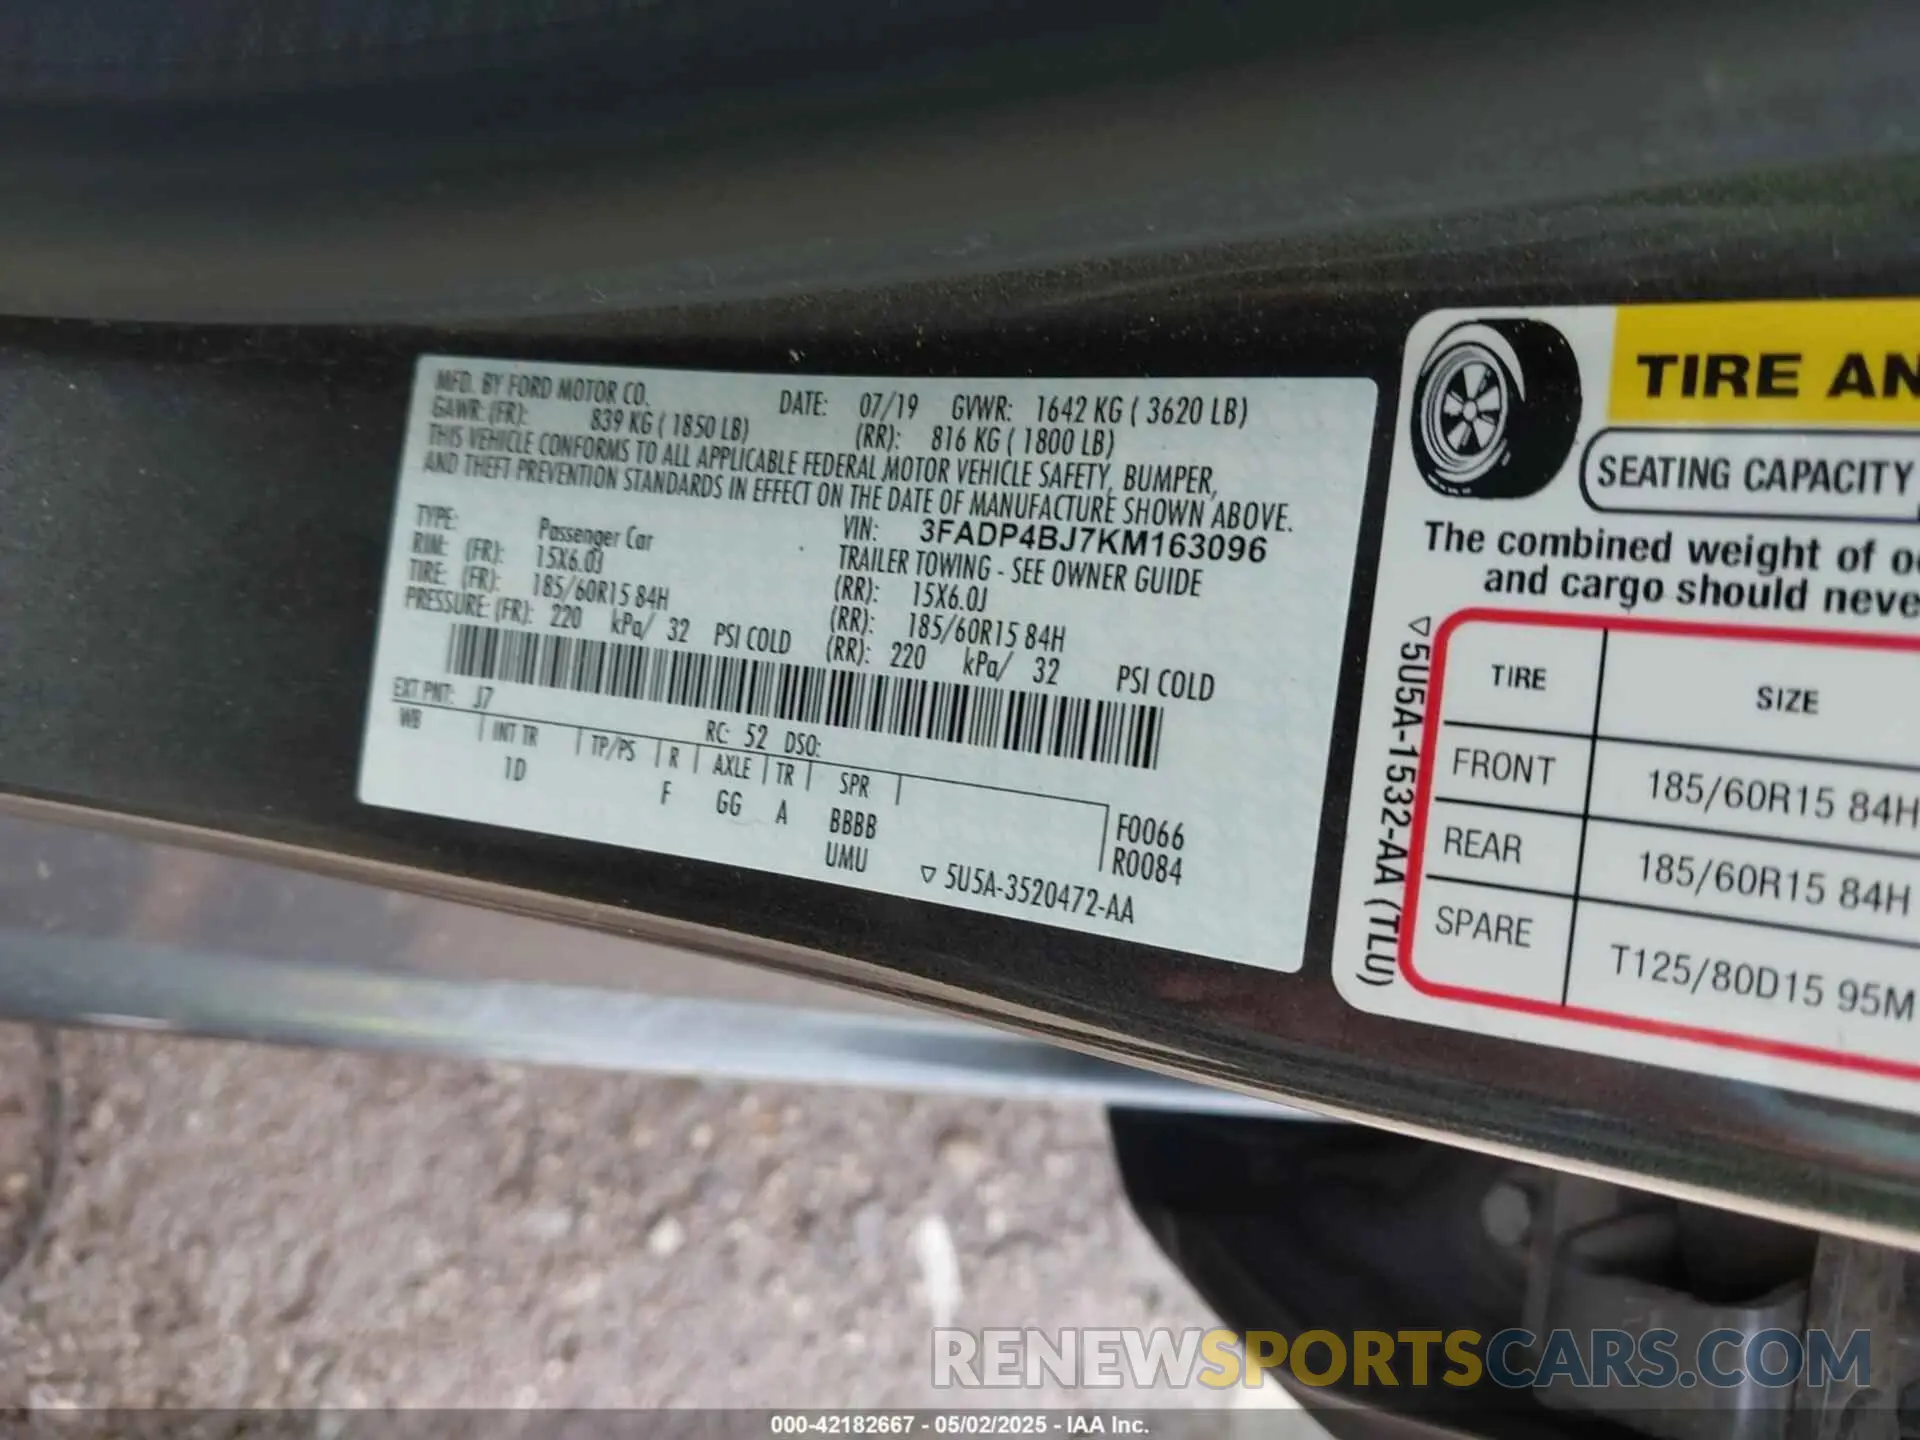 MFD. BY FORD MOTOR CO. DATE: 07/19 GVWR: 1642 KG ( 3620 LB)
GAWR: (FR): 839 KG ( 1850 LB) (RR): 816 KG ( 1800 LB)
THIS VEHICLE CONFORMS TO ALL APPLICABLE FEDERAL MOTOR VEHICLE SAFETY, BUMPER,
AND THEFT PREVENTION STANDARDS IN EFFECT ON THE DATE OF MANUFACTURE SHOWN ABOVE.
VIN: 3FADP4BJ7KM163096
TYPE: Passenger Car TRAILER TOWING - SEE OWNER GUIDE
RIM: (FR): 15X6.0J (RR): 15X6.0J
TIRE: (FR): 185/60R15 84H (RR): 185/60R15 84H
PRESSURE: (FR): 220 kPa/ 32 PSI COLD (RR): 220 kPa/ 32 PSI COLD
EXT PNT: J7 RC: 52 DSO:
WB INT TR TP/PS R AXLE TR SPR
1D F GG A BBBB F0066
UMU R0084
▽ 5U5A-3520472-AA
TIRE AN
SEATING CAPACITY
The combined weight of o
and cargo should neve
▽5U5A-1532-AA (TLU)
TIRE SIZE
FRONT 185/60R15 84H
REAR 185/60R15 84H
SPARE T125/80D15 95M
RENEWSPORTSCARS.COM
000-42182667 - 05/02/2025 - IAA Inc.